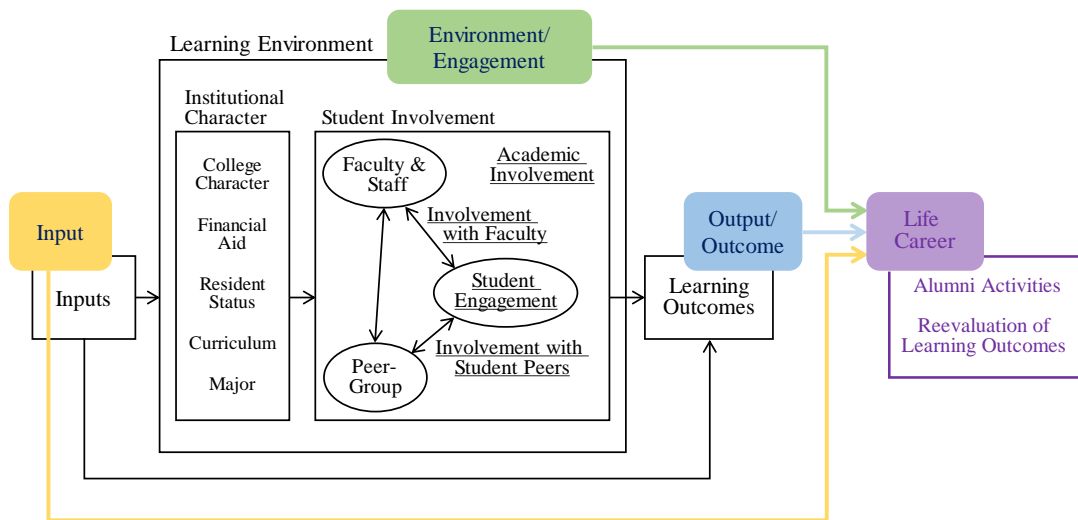 Learning Environment
Environment/
Engagement
Institutional
Character
Student Involvement
College
Character
Financial
Aid
Resident
Status
Curriculum
Major
Faculty &
Staff
Academic
Involvement
Involvement
with Faculty
Student
Engagement
Involvement with
Student Peers
Peer-
Group
Input
Inputs
Output/
Outcome
Learning
Outcomes
Life
Career
Alumni Activities
Reevaluation of
Learning Outcomes